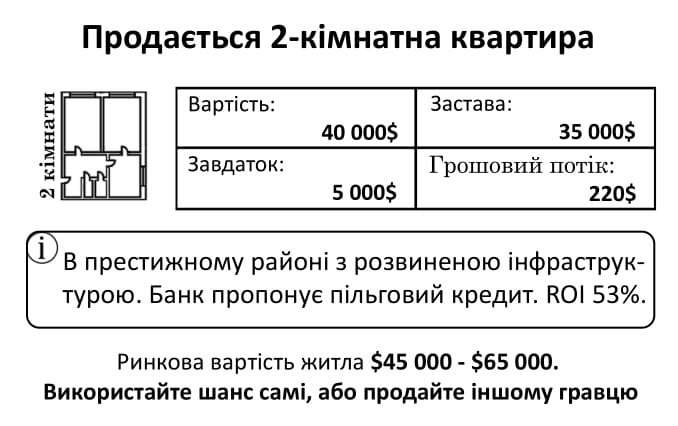 Продається 2-кімнатна квартира
2 кімнати
Вартість:
40 000$
Застава:
35 000$
Завдаток:
5 000$
Грошовий потік:
220$
i
В престижному районі з розвиненою інфраструк-
турою. Банк пропонує пільговий кредит. ROI 53%.
Ринкова вартість житла $45 000 - $65 000.
Використайте шанс самі, або продайте іншому гравцю